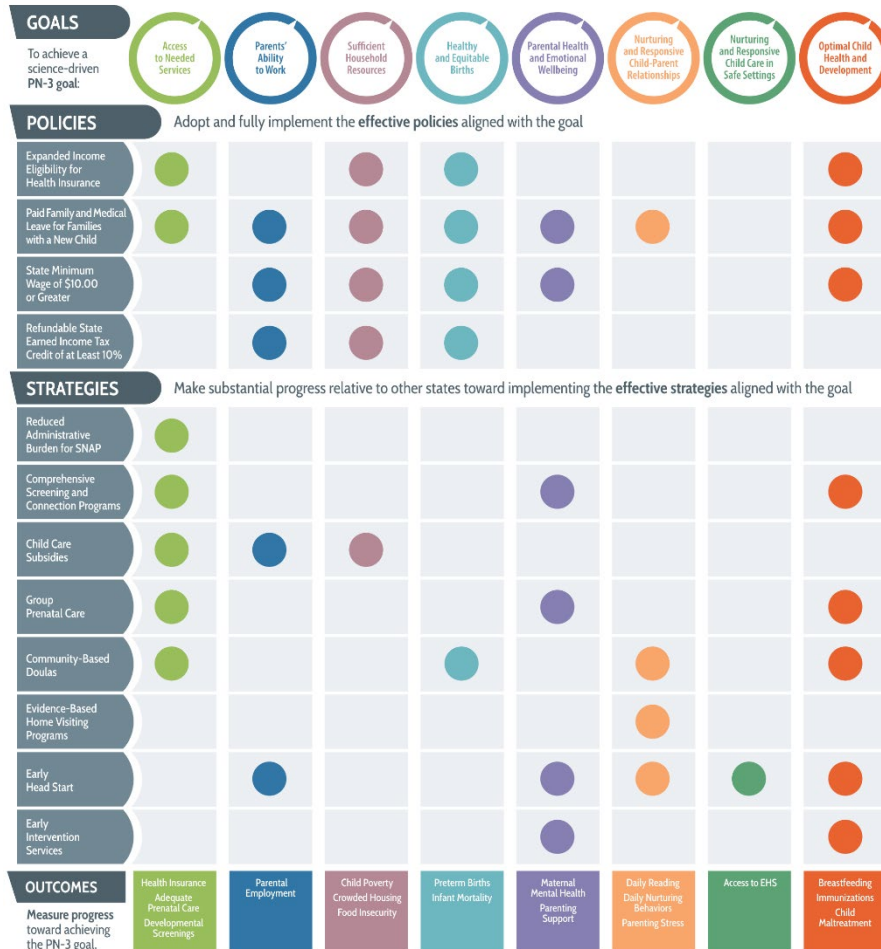 GOALS
To achieve a
science-driven
PN-3 goal:
Access
to Needed
Services
Parents'
Ability
to Work
Sufficient
Household
Resources
Healthy
and Equitable
Births
Parental Health
and Emotional
Wellbeing
Nurturing
and Responsive
Child-Parent
Relationships
Nurturing
and Responsive
Child Care in
Safe Settings
Optimal Child
Health and
Development
POLICIES
Adopt and fully implement the effective policies aligned with the goal
Expanded Income
Eligibility for
Health Insurance
Paid Family and Medical
Leave for Families
with a New Child
State Minimum
Wage of $10.00
or Greater
Refundable State
Earned Income Tax
Credit of at Least 10%
STRATEGIES
Make substantial progress relative to other states toward implementing the effective strategies aligned with the goal
Reduced
Administrative
Burden for SNAP
Comprehensive
Screening and
Connection Programs
Child Care
Subsidies
Group
Prenatal Care
Community-Based
Doulas
Evidence-Based
Home Visiting
Programs
Early
Head Start
Early
Intervention
Services
OUTCOMES
Measure progress
toward achieving
the PN-3 goal.
Health Insurance
Adequate
Prenatal Care
Developmental
Screenings
Parental
Employment
Child Poverty
Crowded Housing
Food Insecurity
Preterm Births
Infant Mortality
Maternal
Mental Health
Parenting
Support
Daily Reading
Daily Nurturing
Behaviors
Parenting Stress
Access to EHS
Breastfeeding
Immunizations
Child
Maltreatment